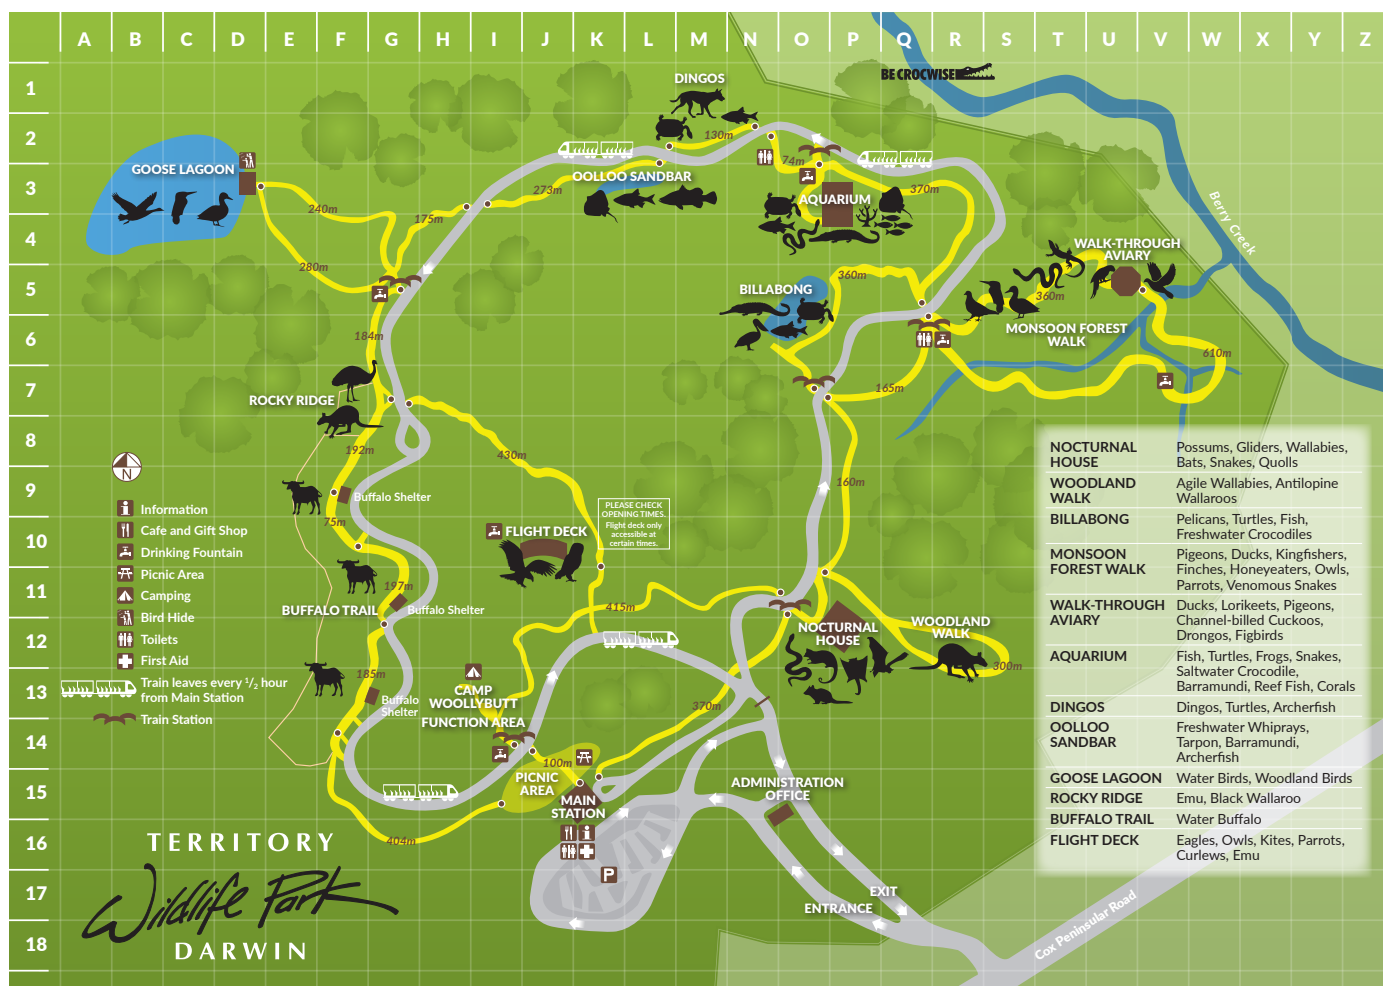 A B C D E F G H I J K L M N O P Q R S T U V W X Y Z
1
2
3
4
5
6
7
8
9
10
11
12
13
14
15
16
17
18
BE CROCWISE
DINGOS
130m
GOOSE LAGOON
OOLLOO SANDBAR
74m
273m
370m
AQUARIUM
240m
175m
280m
Berry Creek
WALK-THROUGH
AVIARY
360m
BILLABONG
360m
MONSOON FOREST
WALK
184m
610m
165m
ROCKY RIDGE
192m
430m
160m
N
Buffalo Shelter
75m
PLEASE CHECK
OPENING TIMES.
Flight deck only
accessible at
certain times.
FLIGHT DECK
197m
BUFFALO TRAIL
Buffalo Shelter
415m
NOCTURNAL
HOUSE
WOODLAND
WALK
300m
185m
Buffalo
Shelter
CAMP
WOOLLYBUTT
FUNCTION AREA
370m
100m
PICNIC
AREA
MAIN
STATION
404m
ADMINISTRATION
OFFICE
P
EXIT
ENTRANCE
Cox Peninsular Road
Information
Cafe and Gift Shop
Drinking Fountain
Picnic Area
Camping
Bird Hide
Toilets
First Aid
Train leaves every 1/2 hour
from Main Station
Train Station
NOCTURNAL HOUSE Possums, Gliders, Wallabies,
Bats, Snakes, Quolls
WOODLAND WALK Agile Wallabies, Antilopine
Wallaroos
BILLABONG Pelicans, Turtles, Fish,
Freshwater Crocodiles
MONSOON FOREST WALK Pigeons, Ducks, Kingfishers,
Finches, Honeyeaters, Owls,
Parrots, Venomous Snakes
WALK-THROUGH AVIARY Ducks, Lorikeets, Pigeons,
Channel-billed Cuckoos,
Drongos, Figbirds
AQUARIUM Fish, Turtles, Frogs, Snakes,
Saltwater Crocodile,
Barramundi, Reef Fish, Corals
DINGOS Dingos, Turtles, Archerfish
OOLLOO SANDBAR Freshwater Whiprays,
Tarpon, Barramundi,
Archerfish
GOOSE LAGOON Water Birds, Woodland Birds
ROCKY RIDGE Emu, Black Wallaroo
BUFFALO TRAIL Water Buffalo
FLIGHT DECK Eagles, Owls, Kites, Parrots,
Curlews, Emu
TERRITORY
Wildlife Park
DARWIN